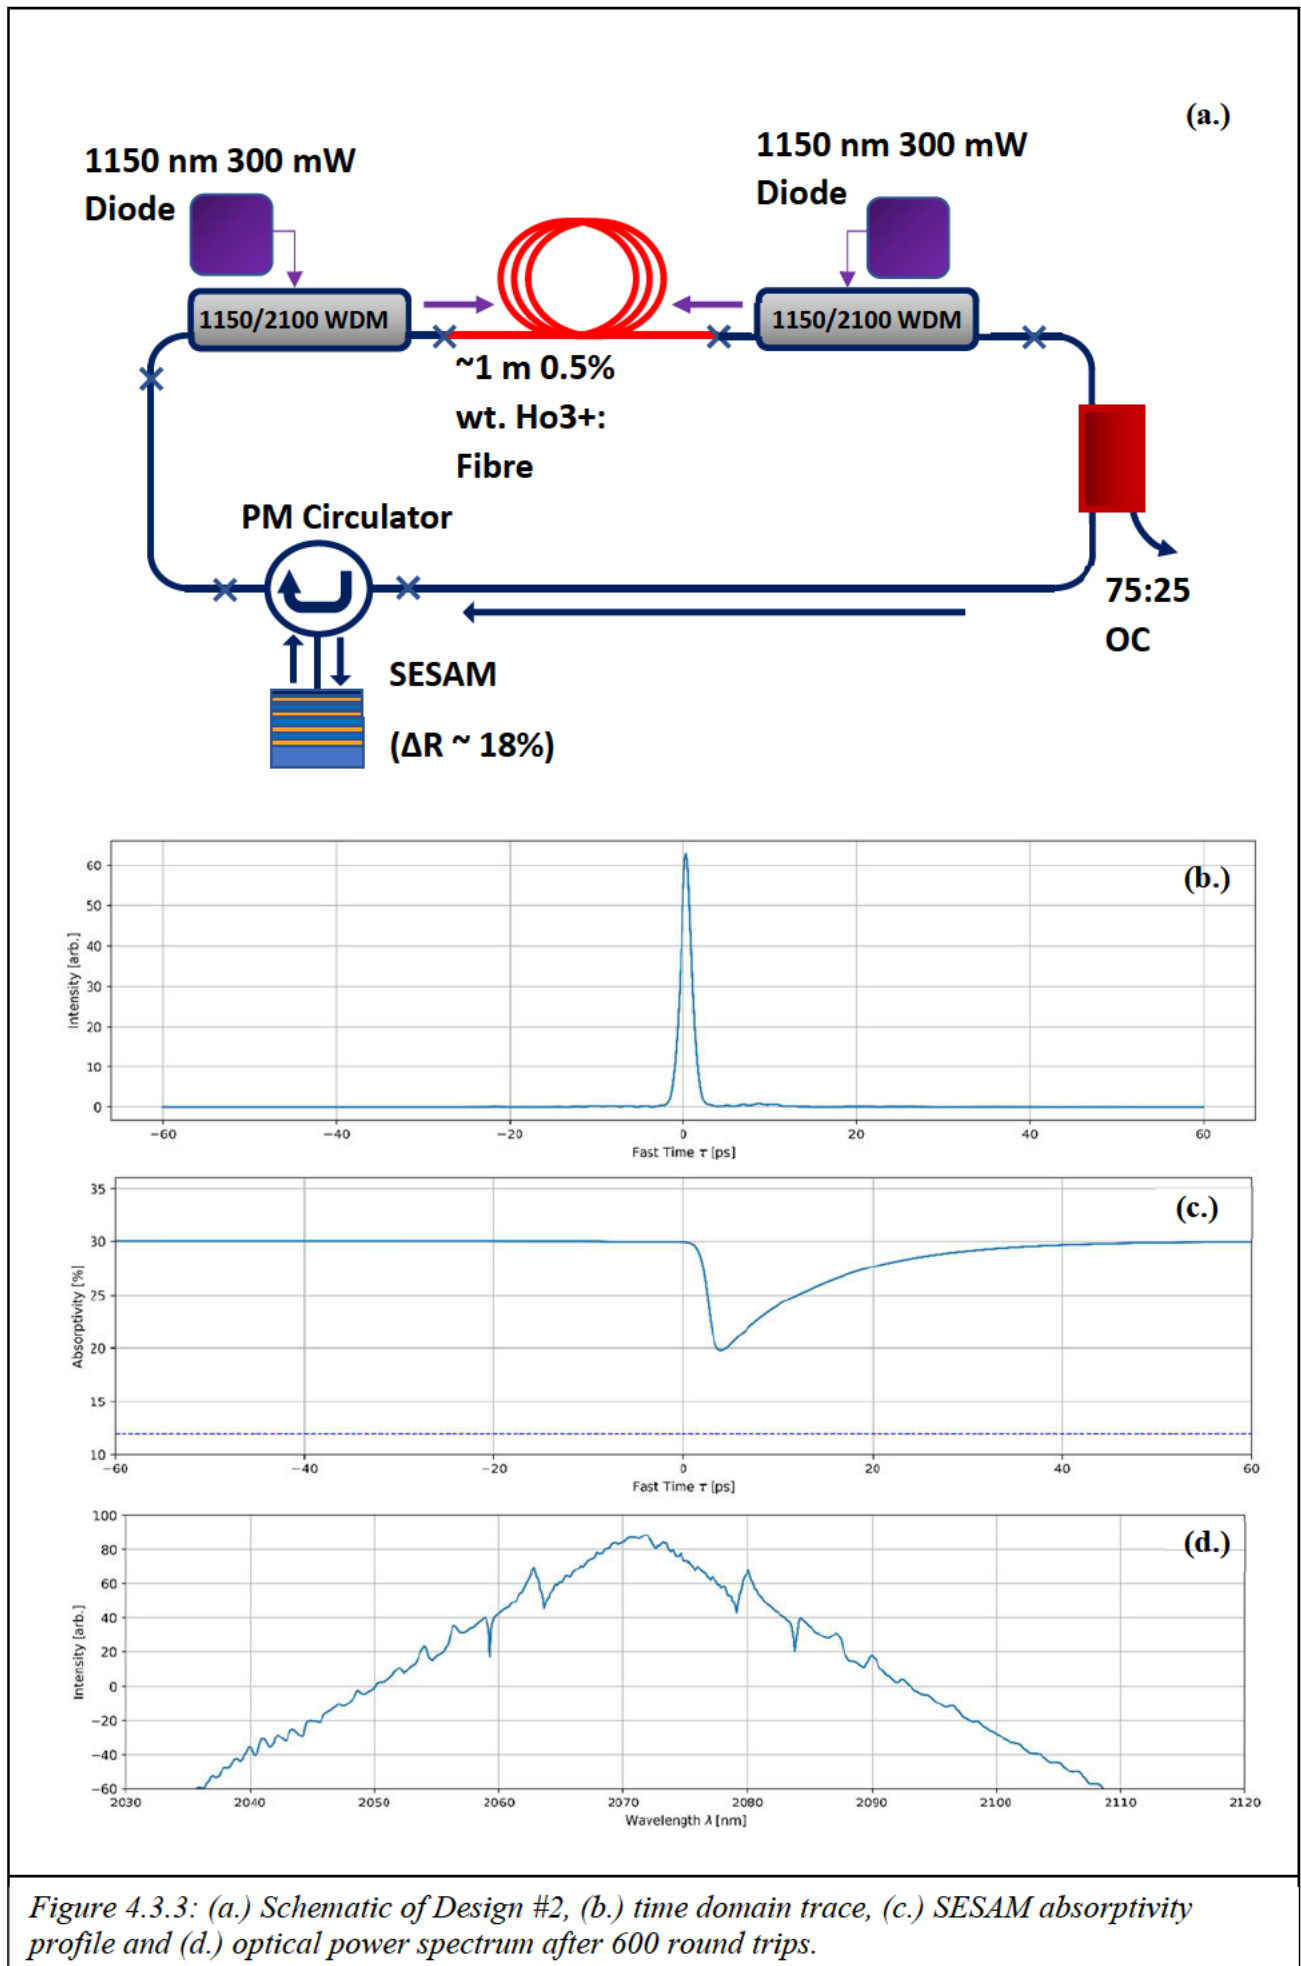 (a.)
1150 nm 300 mW
Diode
1150 nm 300 mW
Diode
1150/2100 WDM
1150/2100 WDM
~1 m 0.5%
wt. Ho3+:
Fibre
PM Circulator
75:25
OC
SESAM
(ΔR ~ 18%)
(b.)
Intensity [arb.]
60
50
40
30
20
10
0
−60 −40 −20 0 20 40 60
Fast Time τ [ps]
(c.)
Absorptivity [%]
35
30
25
20
15
10
−60 −40 −20 0 20 40 60
Fast Time τ [ps]
(d.)
Intensity [arb.]
100
80
60
40
20
0
−20
−40
−60
2030 2040 2050 2060 2070 2080 2090 2100 2110 2120
Wavelength λ [nm]
Figure 4.3.3: (a.) Schematic of Design #2, (b.) time domain trace, (c.) SESAM absorptivity
profile and (d.) optical power spectrum after 600 round trips.